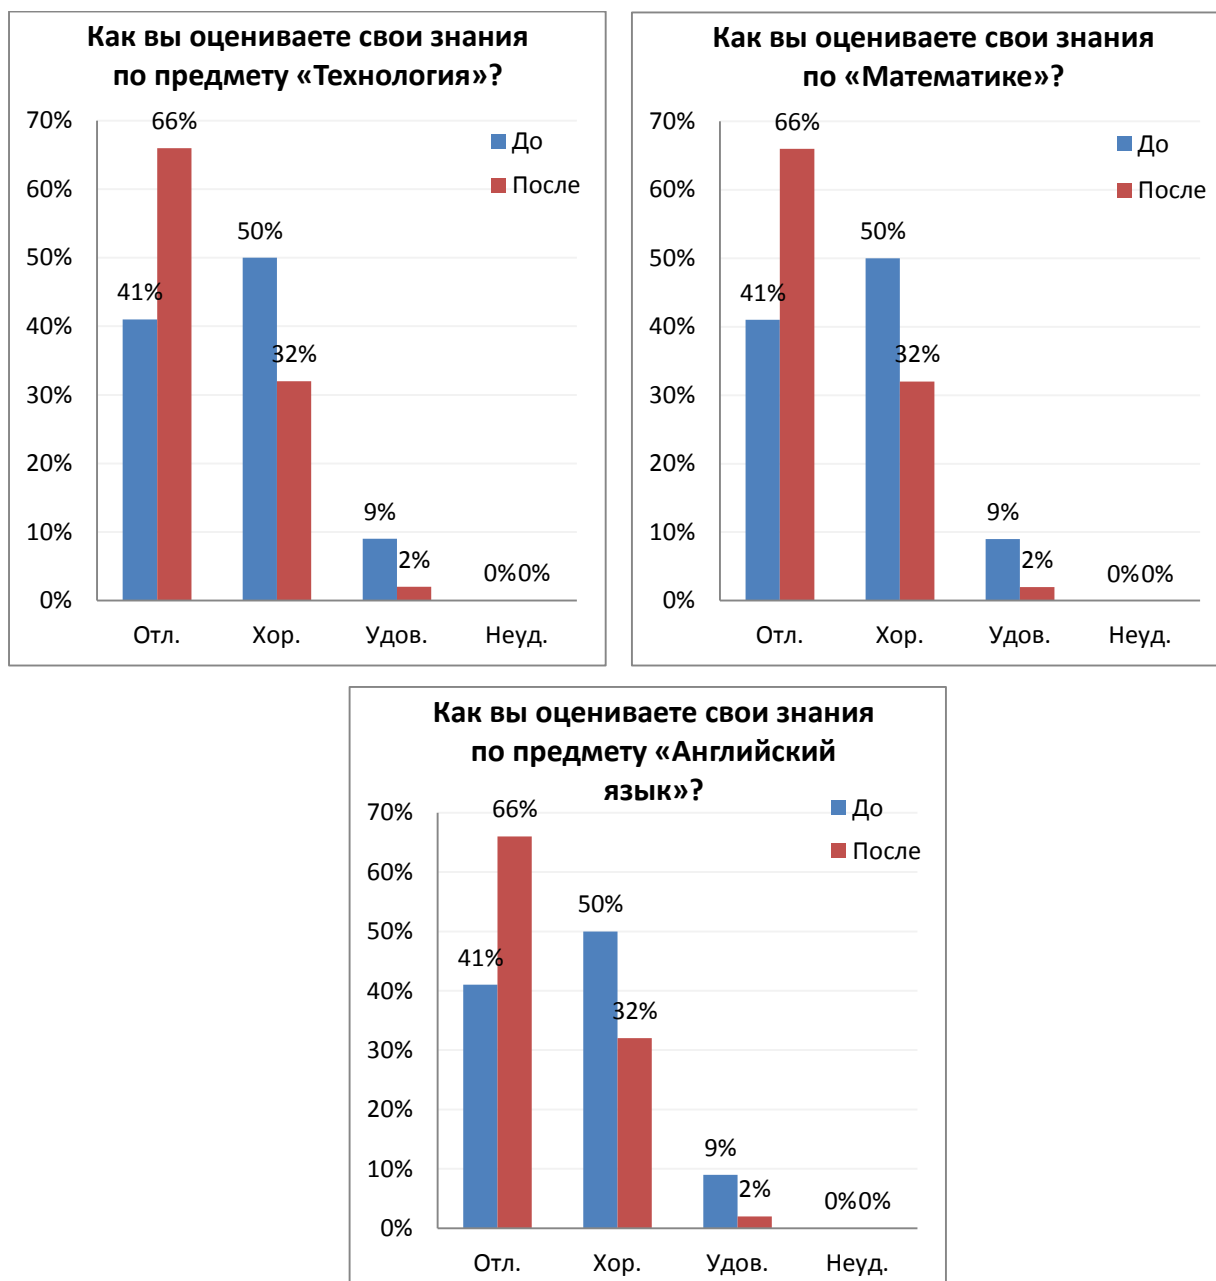 Как вы оцениваете свои знания
по предмету «Технология»?
70%
60%
50%
40%
30%
20%
10%
0%
До
После
41%
66%
50%
32%
9%
2%
0%0%
Отл. Хор. Удов. Неуд.
Как вы оцениваете свои знания
по «Математике»?
70%
60%
50%
40%
30%
20%
10%
0%
До
После
41%
66%
50%
32%
9%
2%
0%0%
Отл. Хор. Удов. Неуд.
Как вы оцениваете свои знания
по предмету «Английский
язык»?
70%
60%
50%
40%
30%
20%
10%
0%
До
После
41%
66%
50%
32%
9%
2%
0%0%
Отл. Хор. Удов. Неуд.